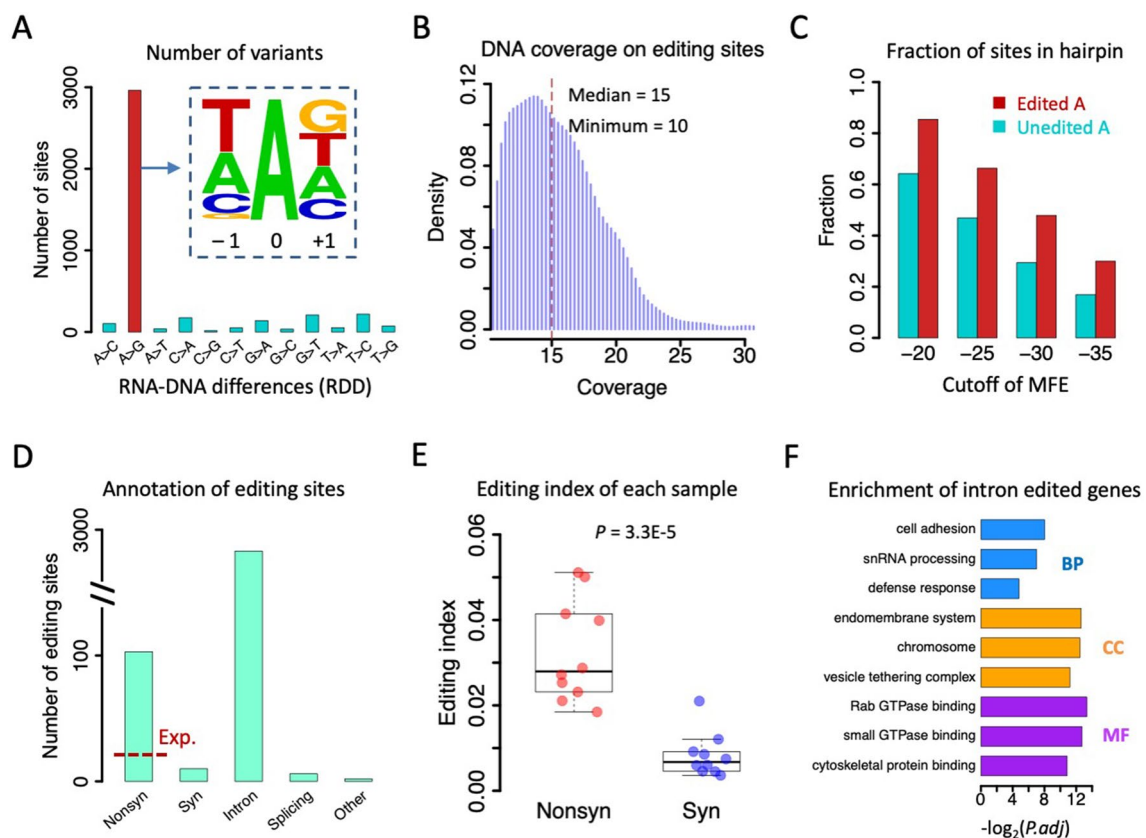 A
Number of variants
Number of sites
3000
2000
1000
0
T A C G
A
G T A C
– 1 0 +1
A>C A>G A>T C>A C>G C>T G>A G>C G>T T>A T>C T>G
RNA-DNA differences (RDD)
B
DNA coverage on editing sites
Median = 15
Minimum = 10
Density
0.12
0.08
0.04
0.00
15 20 25 30
Coverage
C
Fraction of sites in hairpin
Edited A
Unedited A
Fraction
1.0
0.8
0.6
0.4
0.2
0.0
−20 −25 −30 −35
Cutoff of MFE
D
Annotation of editing sites
Number of editing sites
3000
100
0
Exp.
Nonsyn Syn Intron Splicing Other
E
Editing index of each sample
P = 3.3E-5
Editing index
0.06
0.04
0.02
0.00
Nonsyn Syn
F
Enrichment of intron edited genes
cell adhesion
snRNA processing
defense response
BP
endomembrane system
chromosome
vesicle tethering complex
CC
Rab GTPase binding
small GTPase binding
cytoskeletal protein binding
MF
0 4 8 12
-log₂(P.adj)